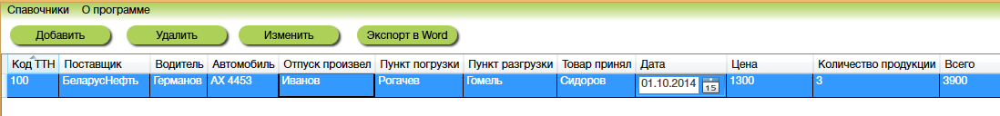 Спавочники О программе
Добавить Удалить Изменить Экспорт в Word
Код ТТН Поставщик Водитель Автомобиль Отпуск произвел Пункт погрузки Пункт разгрузки Товар принял Дата Цена Количество продукции Всего
100 БеларусНефть Германов АХ 4453 Иванов Рогачев Гомель Сидоров 01.10.2014 15 1300 3 3900